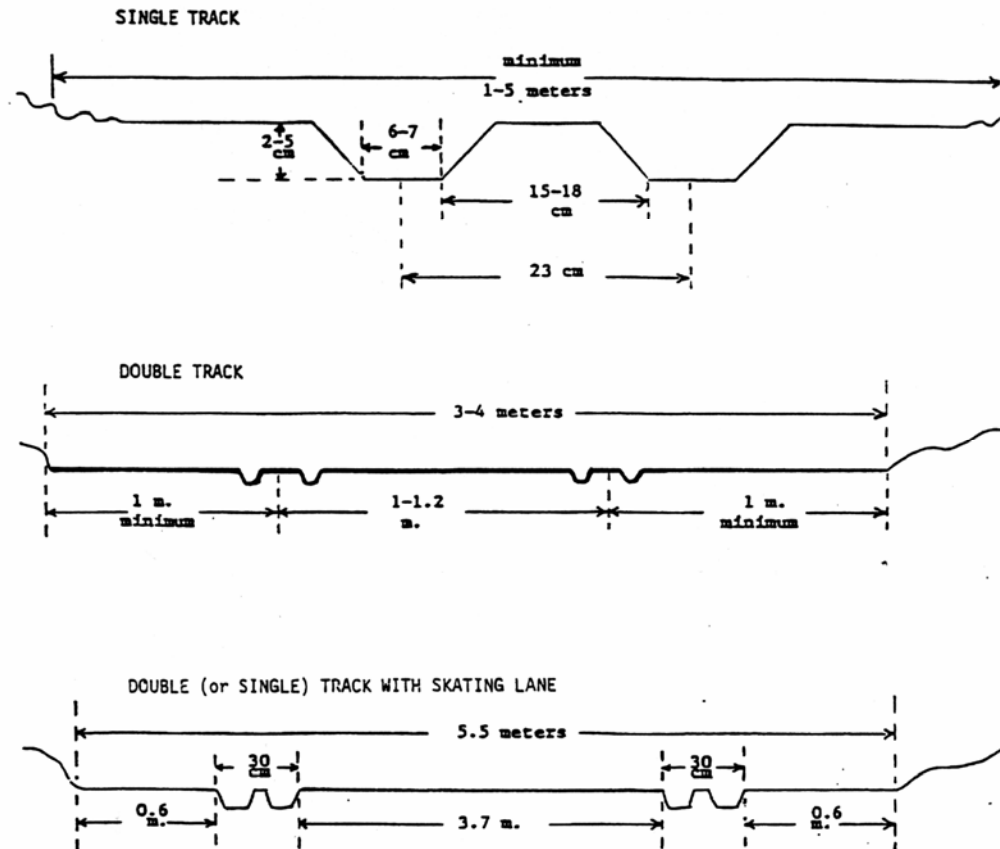 SINGLE TRACK
minimum
1-5 meters
2-5
cm
6-7
cm
15-18
cm
23 cm
DOUBLE TRACK
3-4 meters
1 m.
minimum
1-1.2
m.
1 m.
minimum
DOUBLE (or SINGLE) TRACK WITH SKATING LANE
5.5 meters
30
cm
30
cm
0.6
m.
3.7 m.
0.6
m.